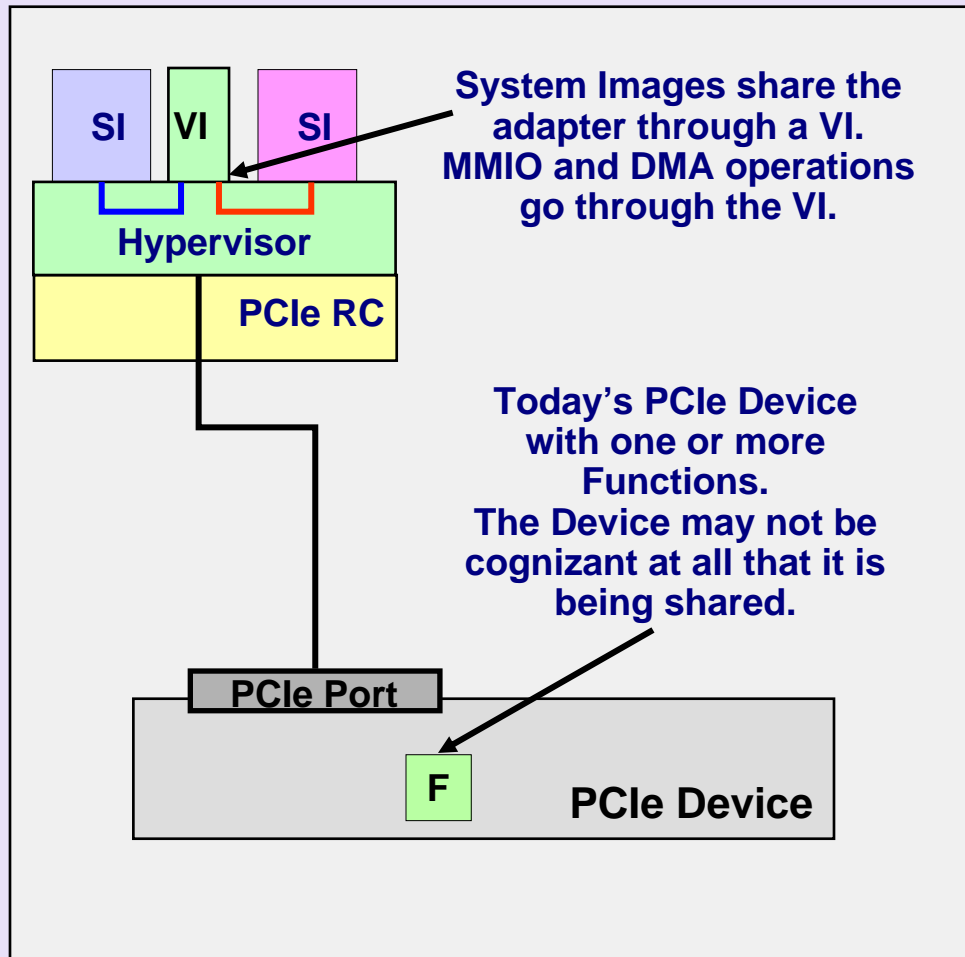 SI
VI
SI
System Images share the
adapter through a VI.
MMIO and DMA operations
go through the VI.
Hypervisor
PCIe RC
Today’s PCIe Device
with one or more
Functions.
The Device may not be
cognizant at all that it is
being shared.
PCIe Port
F
PCIe Device